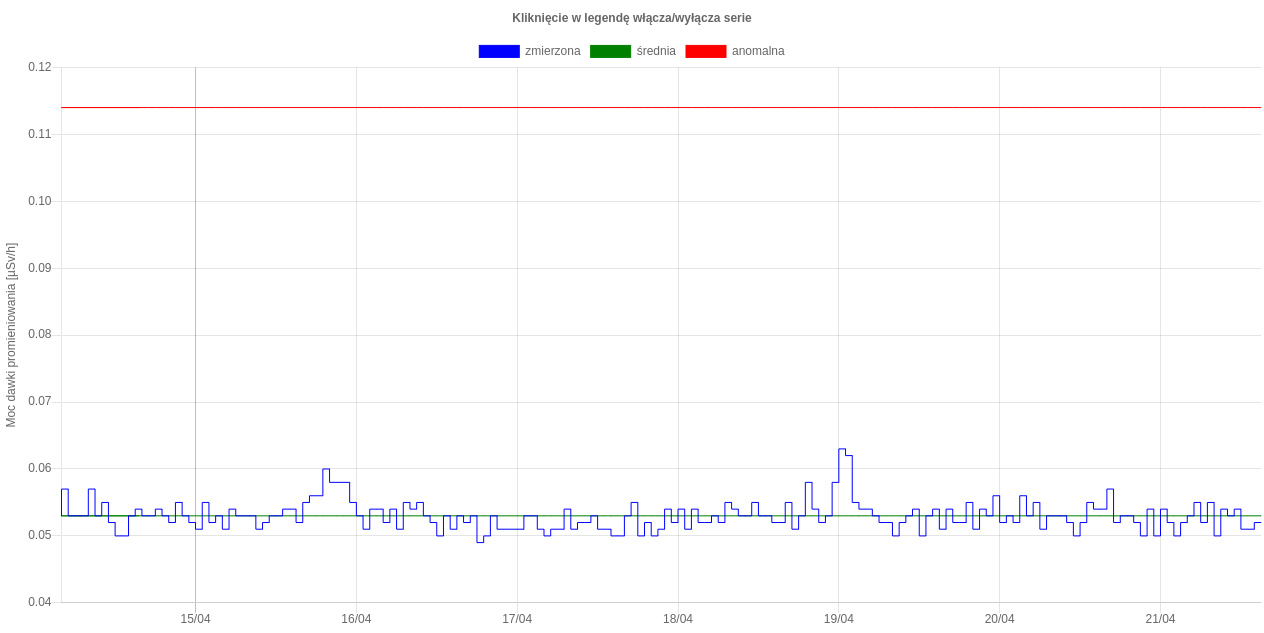 Kliknięcie w legendę włącza/wyłącza serie
zmierzona średnia anomalna
Moc dawki promieniowania [µSv/h]
0.12
0.11
0.10
0.09
0.08
0.07
0.06
0.05
0.04
15/04 16/04 17/04 18/04 19/04 20/04 21/04